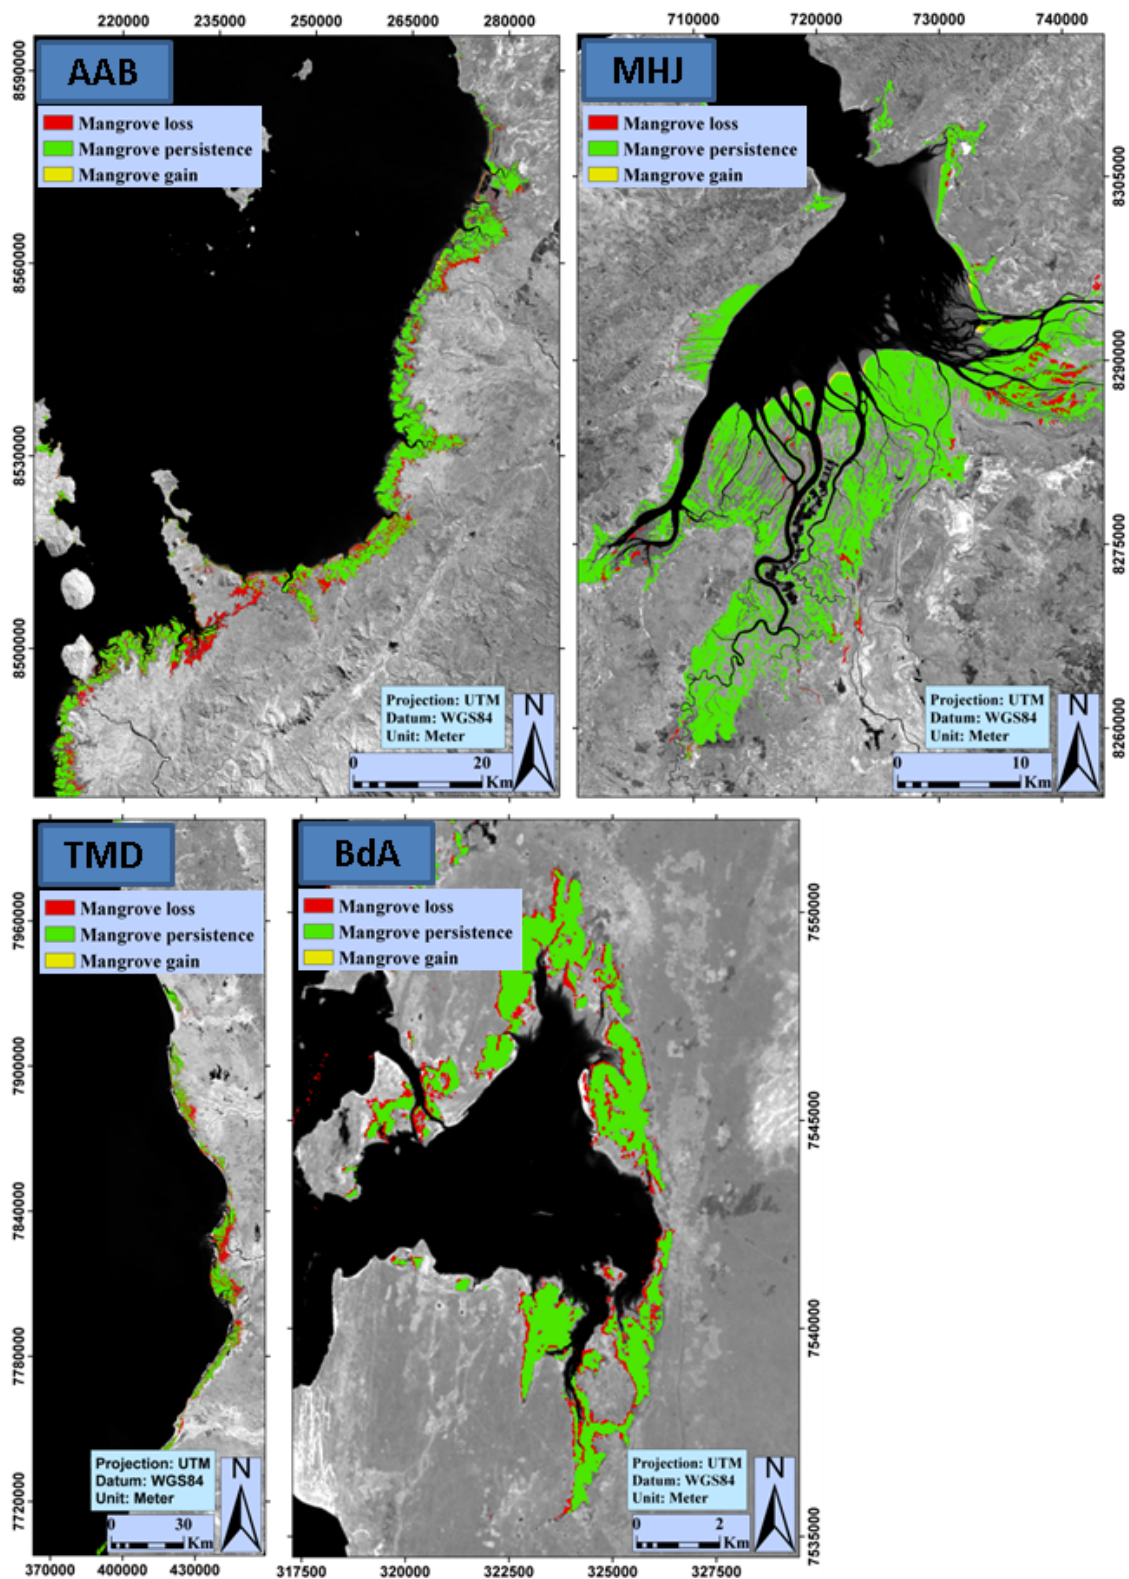 220000 235000 250000 265000 280000
710000 720000 730000 740000
AAB
Mangrove loss
Mangrove persistence
Mangrove gain
8590000
8560000
8530000
8500000
Projection: UTM
Datum: WGS84
Unit: Meter
N
0 20
Km
MHJ
Mangrove loss
Mangrove persistence
Mangrove gain
8305000
8290000
8275000
8260000
Projection: UTM
Datum: WGS84
Unit: Meter
N
0 10
Km
TMD
Mangrove loss
Mangrove persistence
Mangrove gain
7960000
7900000
7840000
7780000
7720000
Projection: UTM
Datum: WGS84
Unit: Meter
N
0 30
Km
370000 400000 430000
BdA
Mangrove loss
Mangrove persistence
Mangrove gain
7550000
7545000
7540000
7535000
Projection: UTM
Datum: WGS84
Unit: Meter
N
0 2
Km
317500 320000 322500 325000 327500